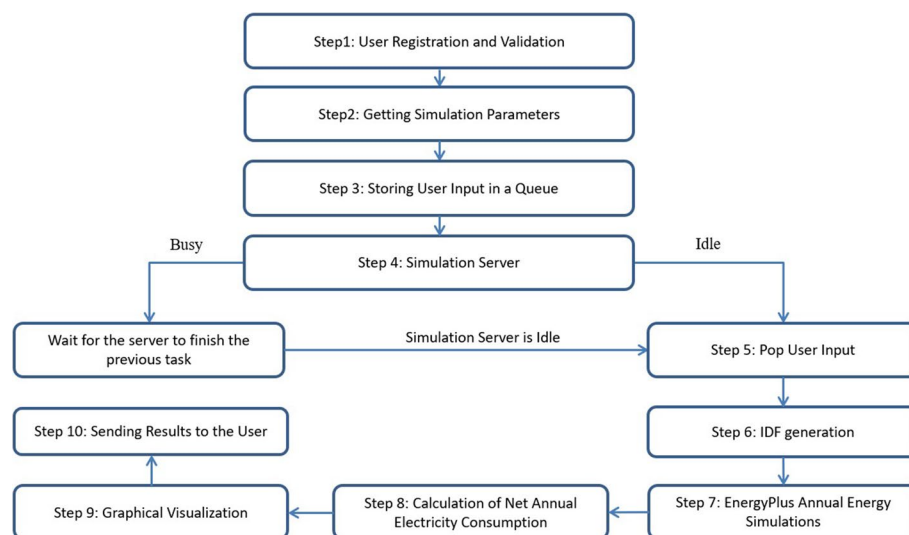 Step1: User Registration and Validation
Step2: Getting Simulation Parameters
Step 3: Storing User Input in a Queue
Busy
Idle
Step 4: Simulation Server
Wait for the server to finish the
previous task
Simulation Server is Idle
Step 5: Pop User Input
Step 10: Sending Results to the User
Step 6: IDF generation
Step 9: Graphical Visualization
Step 8: Calculation of Net Annual
Electricity Consumption
Step 7: EnergyPlus Annual Energy
Simulations